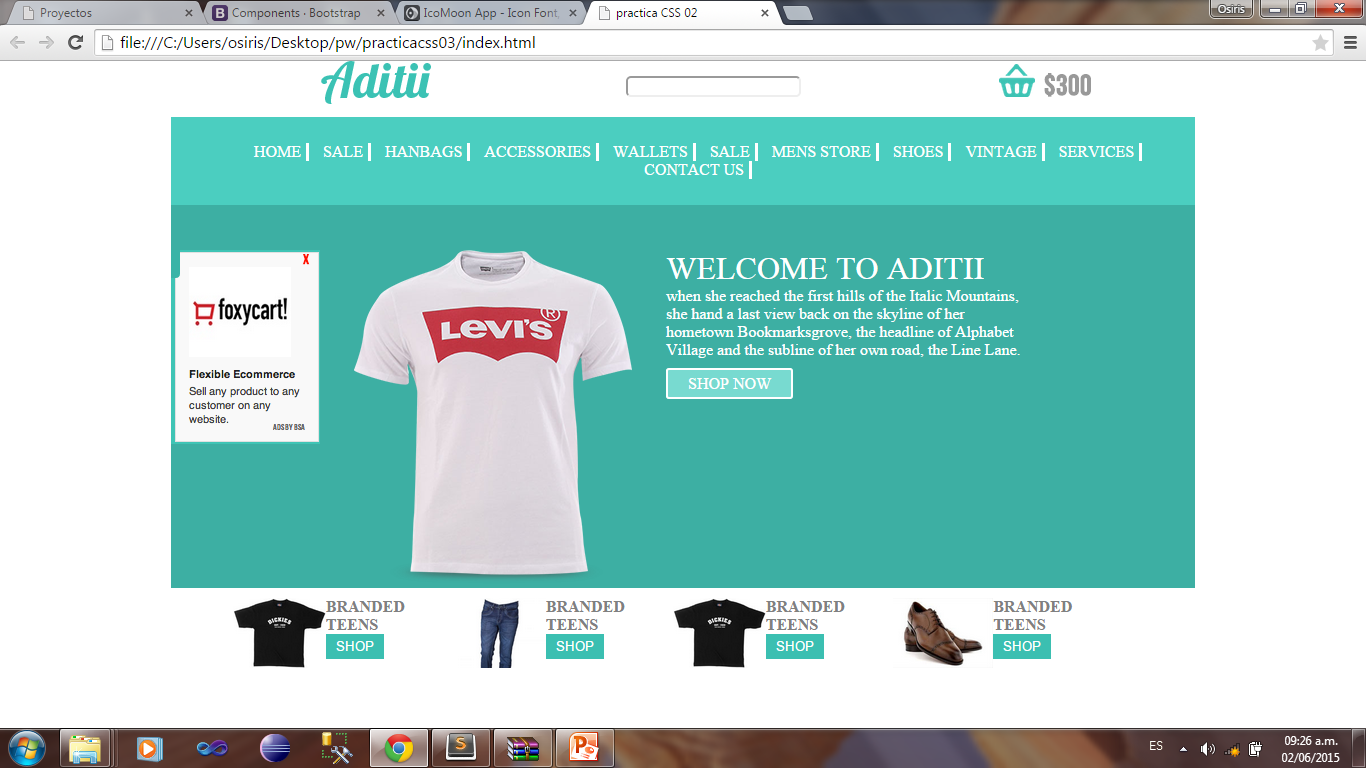 Proyectos
Components · Bootstrap
IcoMoon App - Icon Font,
practica CSS 02
Osiris
file:///C:/Users/osiris/Desktop/pw/practicacss03/index.html
Aditii
$300
HOME SALE HANBAGS ACCESSORIES WALLETS SALE MENS STORE SHOES VINTAGE SERVICES
CONTACT US
X
foxycart!
Flexible Ecommerce
Sell any product to any
customer on any
website.
ADS BY BSA
LEVI'S ®
WELCOME TO ADITII
when she reached the first hills of the Italic Mountains,
she hand a last view back on the skyline of her
hometown Bookmarksgrove, the headline of Alphabet
Village and the subline of her own road, the Line Lane.
SHOP NOW
DICKIES
BRANDED
TEENS
SHOP
BRANDED
TEENS
SHOP
DICKIES
BRANDED
TEENS
SHOP
BRANDED
TEENS
SHOP
ES
09:26 a.m.
02/06/2015